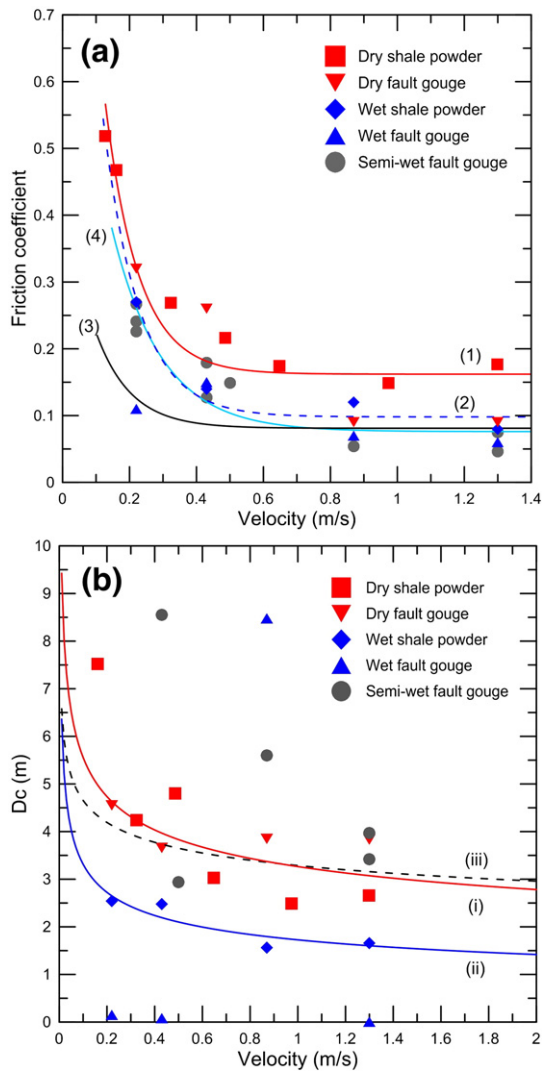 (a)
Dry shale powder
Dry fault gouge
Wet shale powder
Wet fault gouge
Semi-wet fault gouge
0.7
0.6
0.5
0.4
0.3
0.2
0.1
0
Friction coefficient
(4)
(3)
(1)
(2)
0 0.2 0.4 0.6 0.8 1 1.2 1.4
Velocity (m/s)
(b)
Dry shale powder
Dry fault gouge
Wet shale powder
Wet fault gouge
Semi-wet fault gouge
10
9
8
7
6
5
4
3
2
1
0
Dc (m)
(iii)
(i)
(ii)
0 0.2 0.4 0.6 0.8 1 1.2 1.4 1.6 1.8 2
Velocity (m/s)